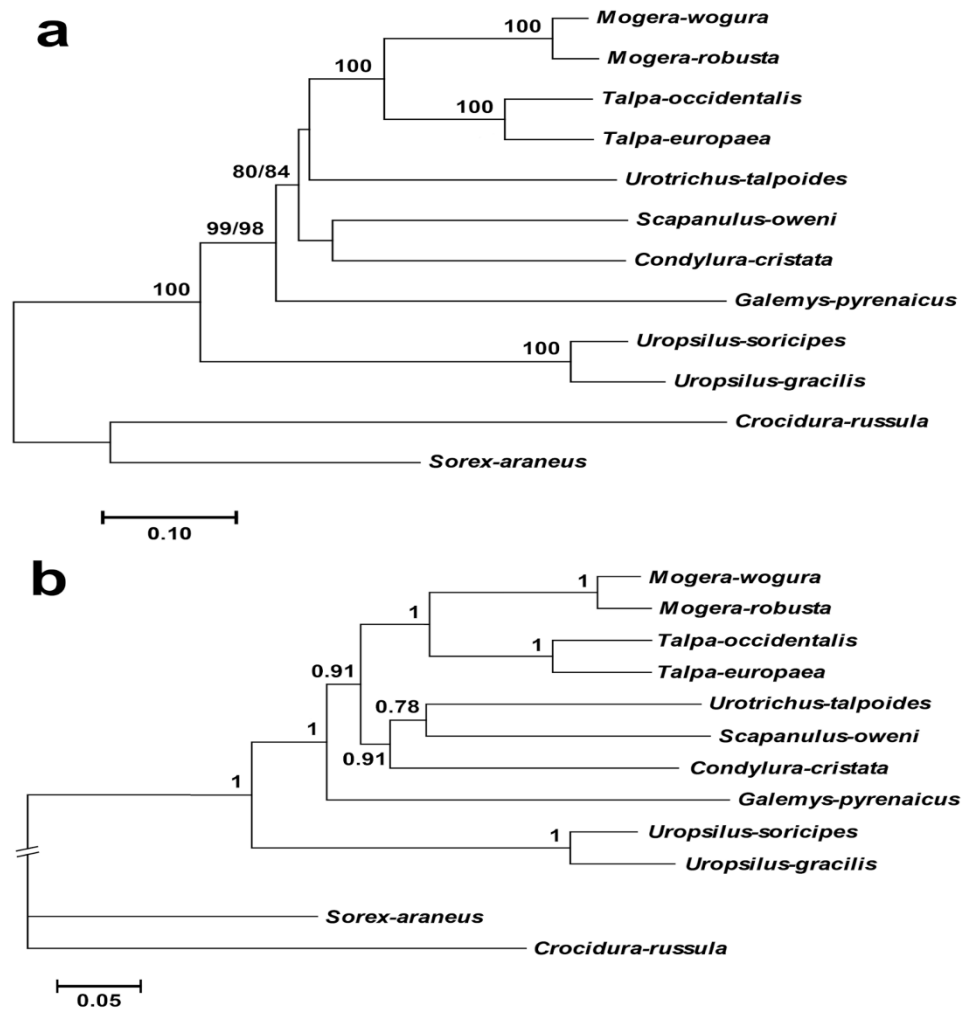 a
Mogera-wogura
100
Mogera-robusta
100
Talpa-occidentalis
100
Talpa-europaea
80/84
Urotrichus-talpoides
Scapanulus-oweni
99/98
Condylura-cristata
100
Galemys-pyrenaicus
Uropsilus-soricipes
100
Uropsilus-gracilis
Crocidura-russula
Sorex-araneus
0.10
b
Mogera-wogura
1
Mogera-robusta
1
Talpa-occidentalis
1
Talpa-europaea
0.91
Urotrichus-talpoides
0.78
Scapanulus-oweni
1
0.91
Condylura-cristata
1
Galemys-pyrenaicus
Uropsilus-soricipes
1
Uropsilus-gracilis
Sorex-araneus
Crocidura-russula
0.05